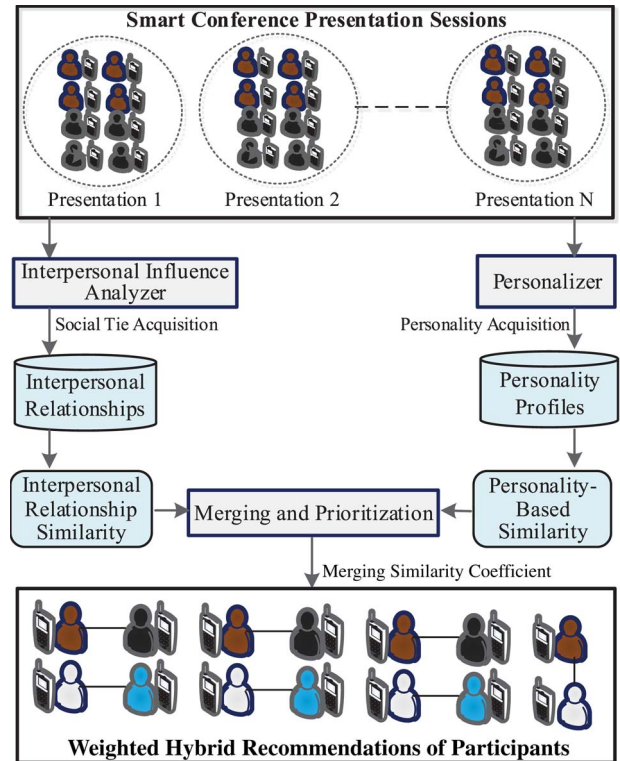 Smart Conference Presentation Sessions
Presentation 1
Presentation 2
Presentation N
Interpersonal Influence
Analyzer
Personalizer
Social Tie Acquisition
Personality Acquisition
Interpersonal
Relationships
Personality
Profiles
Interpersonal
Relationship
Similarity
Merging and Prioritization
Personality-
Based
Similarity
Merging Similarity Coefficient
Weighted Hybrid Recommendations of Participants